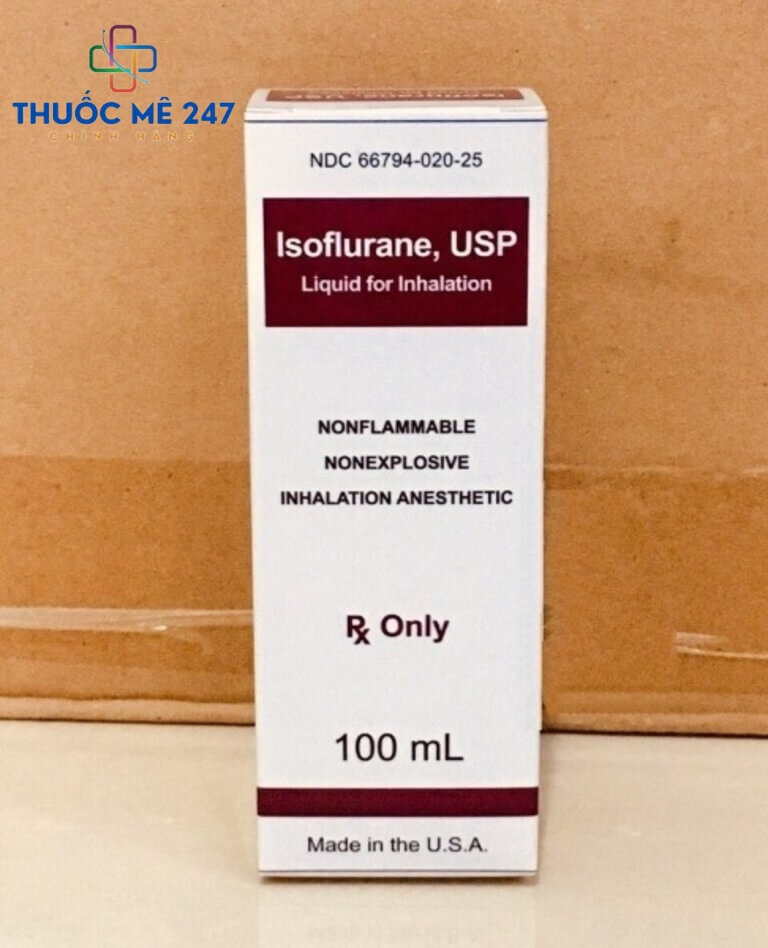 THUỐC MÊ 247
CHÍNH HÃNG
NDC 66794-020-25
Isoflurane, USP
Liquid for Inhalation
NONFLAMMABLE
NONEXPLOSIVE
INHALATION ANESTHETIC
Rx Only
100 mL
Made in the U.S.A.